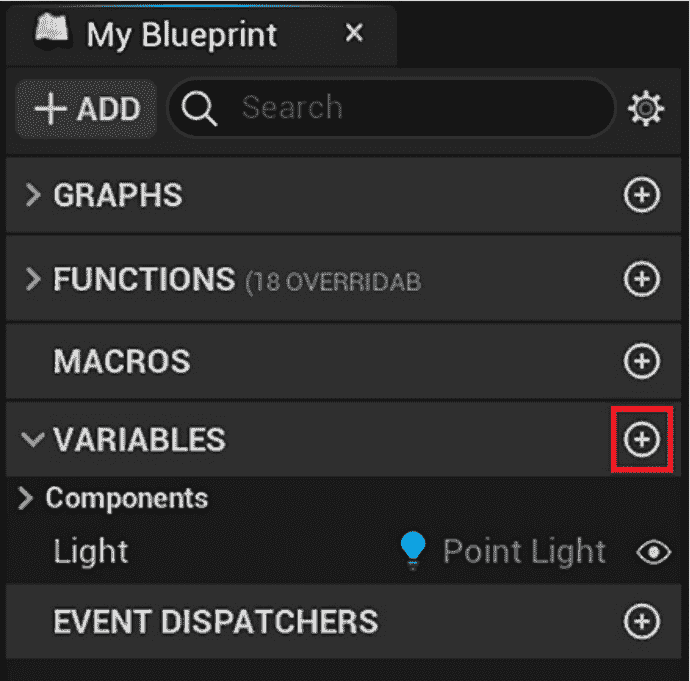 My Blueprint
ADD
Search
GRAPHS
FUNCTIONS (18 OVERRIDAB
MACROS
VARIABLES
Components
Light Point Light
EVENT DISPATCHERS